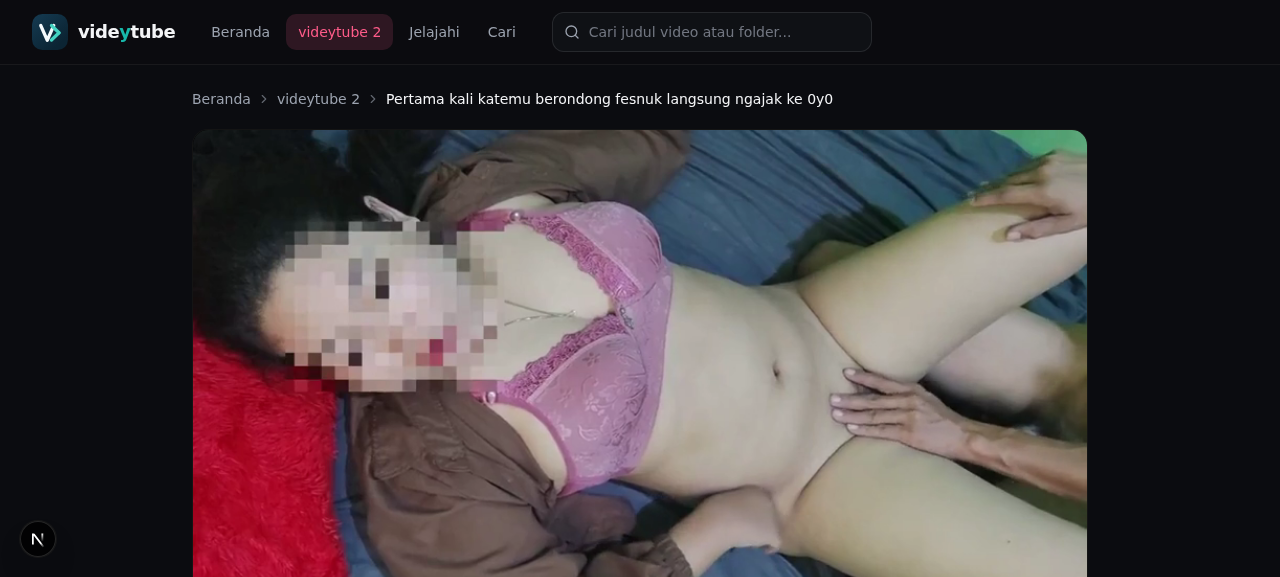 videytube
Beranda
videytube 2
Jelajahi
Cari
Cari judul video atau folder...
Beranda > videytube 2 > Pertama kali katemu berondong fesnuk langsung ngajak ke 0y0
N